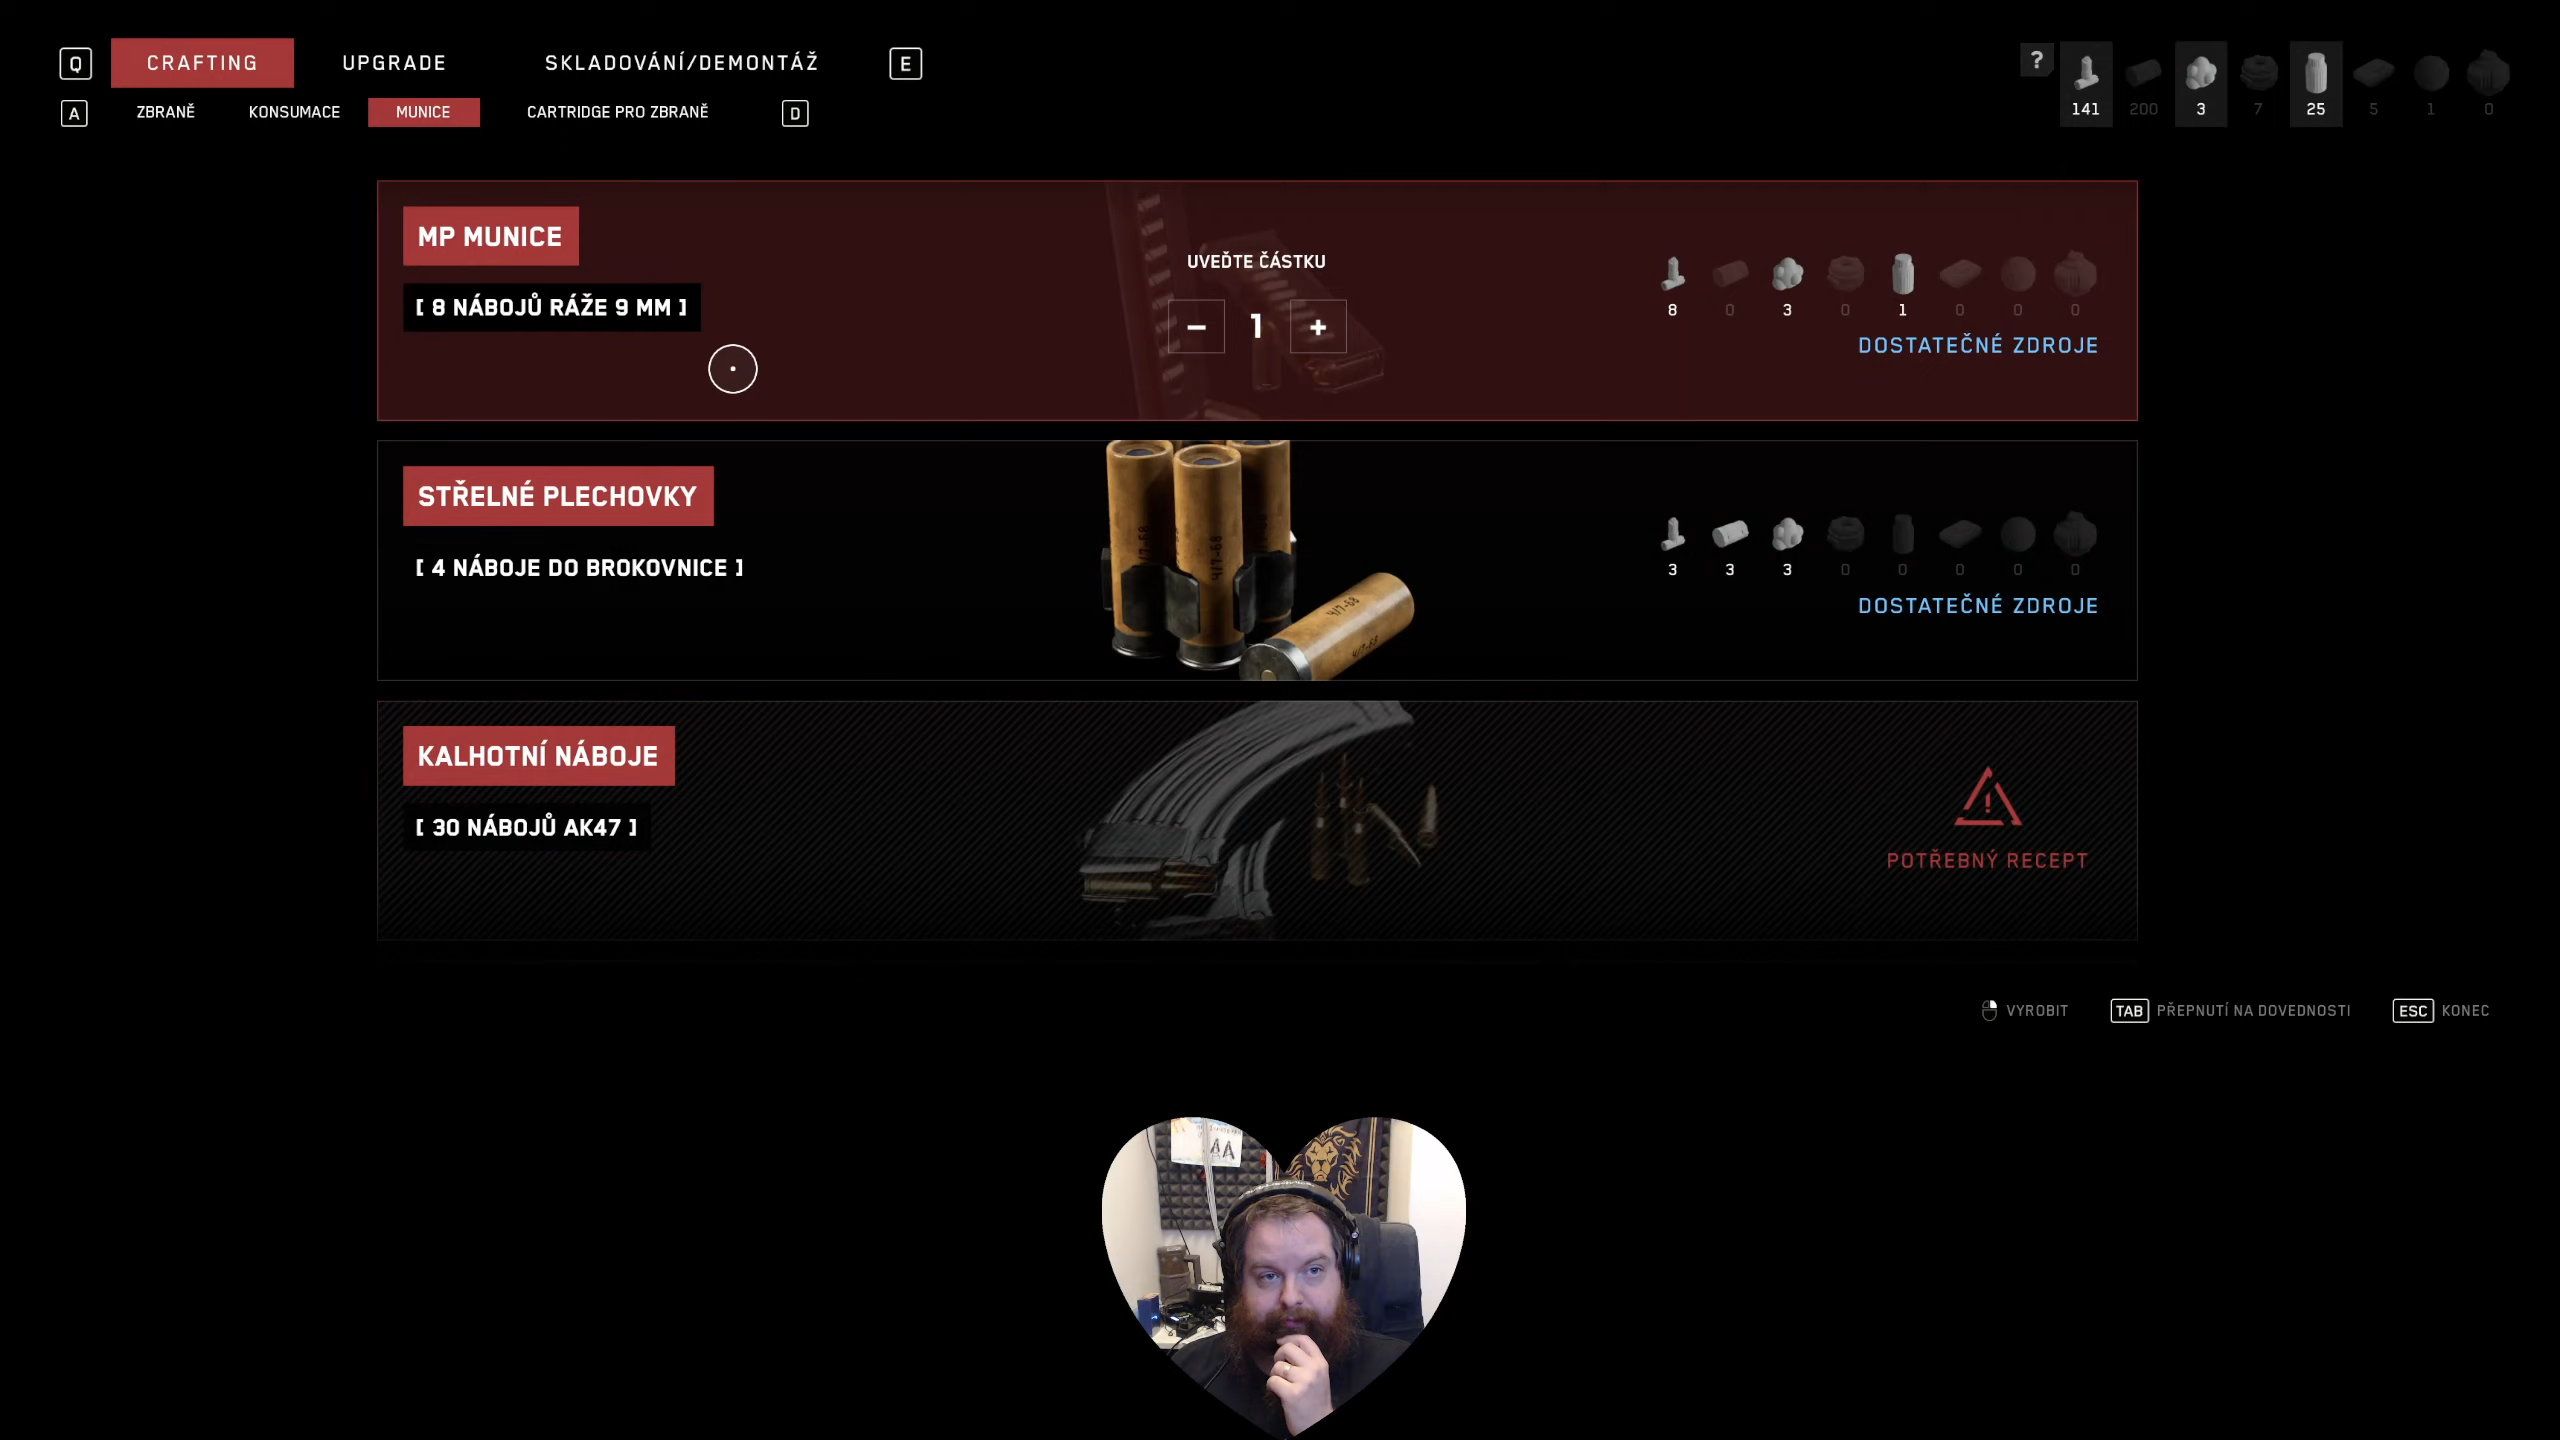 Q CRAFTING UPGRADE SKLADOVÁNÍ/DEMONTÁŽ E
?
141 200 3 7 25 5 1 0
A ZBRANĚ KONSUMACE MUNICE CARTRIDGE PRO ZBRANĚ D
MP MUNICE
[ 8 NÁBOJŮ RÁŽE 9 MM ]
UVEĎTE ČÁSTKU
− 1 +
8 0 3 0 1 0 0 0
DOSTATEČNÉ ZDROJE
STŘELNÉ PLECHOVKY
[ 4 NÁBOJE DO BROKOVNICE ]
4/7-68
3 3 3 0 0 0 0 0
DOSTATEČNÉ ZDROJE
KALHOTNÍ NÁBOJE
[ 30 NÁBOJŮ AK47 ]
!
POTŘEBNÝ RECEPT
VYROBIT TAB PŘEPNUTÍ NA DOVEDNOSTI ESC KONEC